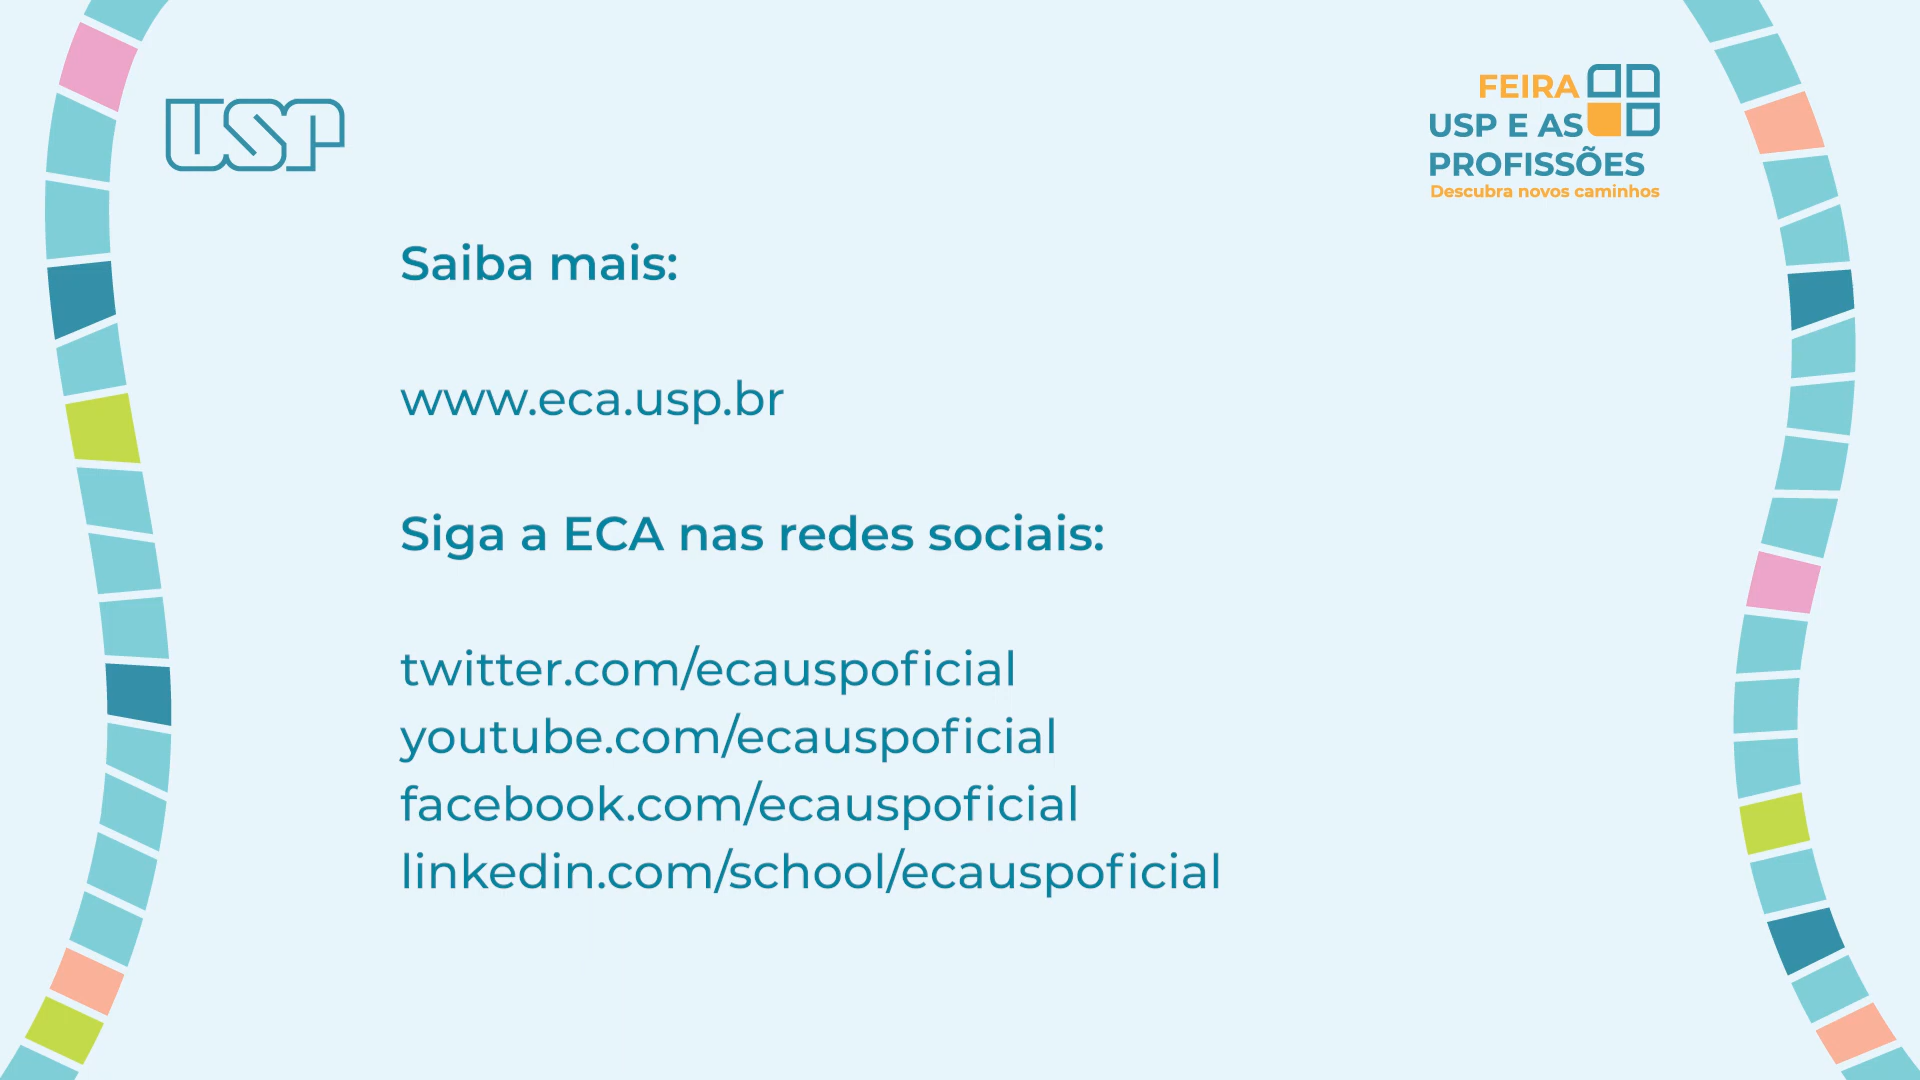 USP
FEIRA
USP E AS
PROFISSÕES
Descubra novos caminhos
Saiba mais:
www.eca.usp.br
Siga a ECA nas redes sociais:
twitter.com/ecauspoficial
youtube.com/ecauspoficial
facebook.com/ecauspoficial
linkedin.com/school/ecauspoficial